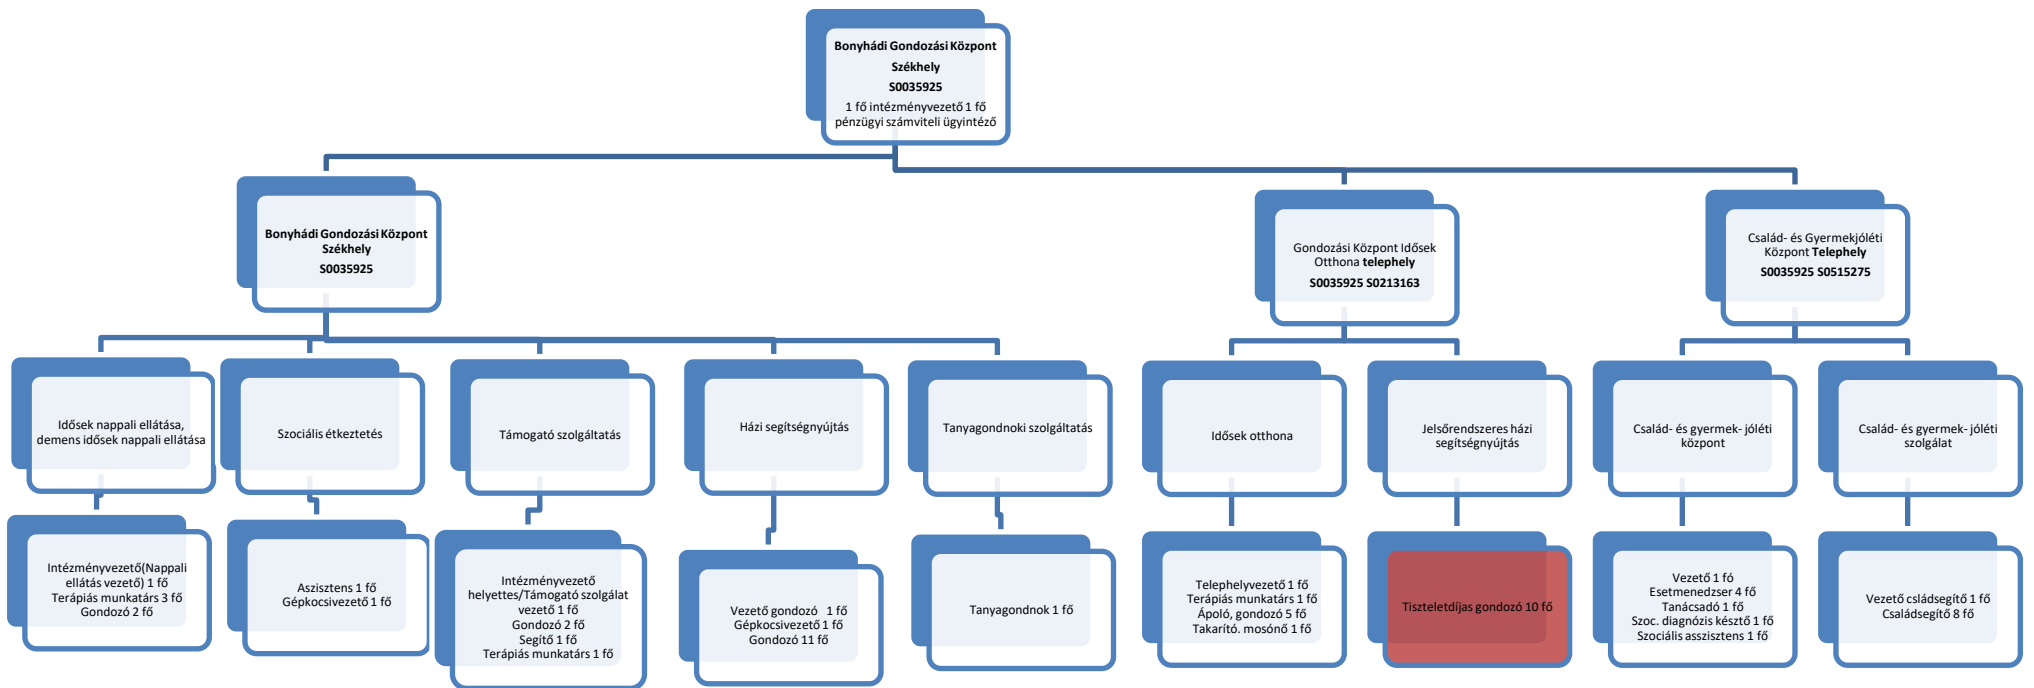 Bonyhádi Gondozási Központ
Székhely
S0035925
1 fő intézményvezető 1 fő
pénzügyi számviteli ügyintéző
Bonyhádi Gondozási Központ
Székhely
S0035925
Gondozási Központ Idősek
Otthona telephely
S0035925 S0213163
Család- és Gyermekjóléti
Központ Telephely
S0035925 S0515275
Idősek nappali ellátása,
demens idősek nappali ellátása
Szociális étkeztetés
Támogató szolgáltatás
Házi segítségnyújtás
Tanyagondnoki szolgáltatás
Idősek otthona
Jelsőrendszeres házi
segítségnyújtás
Család- és gyermek- jóléti
központ
Család- és gyermek- jóléti
szolgálat
Intézményvezető(Nappali
ellátás vezető) 1 fő
Terápiás munkatárs 3 fő
Gondozó 2 fő
Aszisztens 1 fő
Gépkocsivezető 1 fő
Intézményvezető
helyettes/Támogató szolgálat
vezető 1 fő
Gondozó 2 fő
Segítő 1 fő
Terápiás munkatárs 1 fő
Vezető gondozó 1 fő
Gépkocsivezető 1 fő
Gondozó 11 fő
Tanyagondnok 1 fő
Telephelyvezető 1 fő
Terápiás munkatárs 1 fő
Ápoló, gondozó 5 fő
Takarító. mosónő 1 fő
Tiszteletdíjas gondozó 10 fő
Vezető 1 fó
Esetmenedzser 4 fő
Tanácsadó 1 fő
Szoc. diagnózis késztő 1 fő
Szociális asszisztens 1 fő
Vezető csládsegítő 1 fő
Családsegítő 8 fő